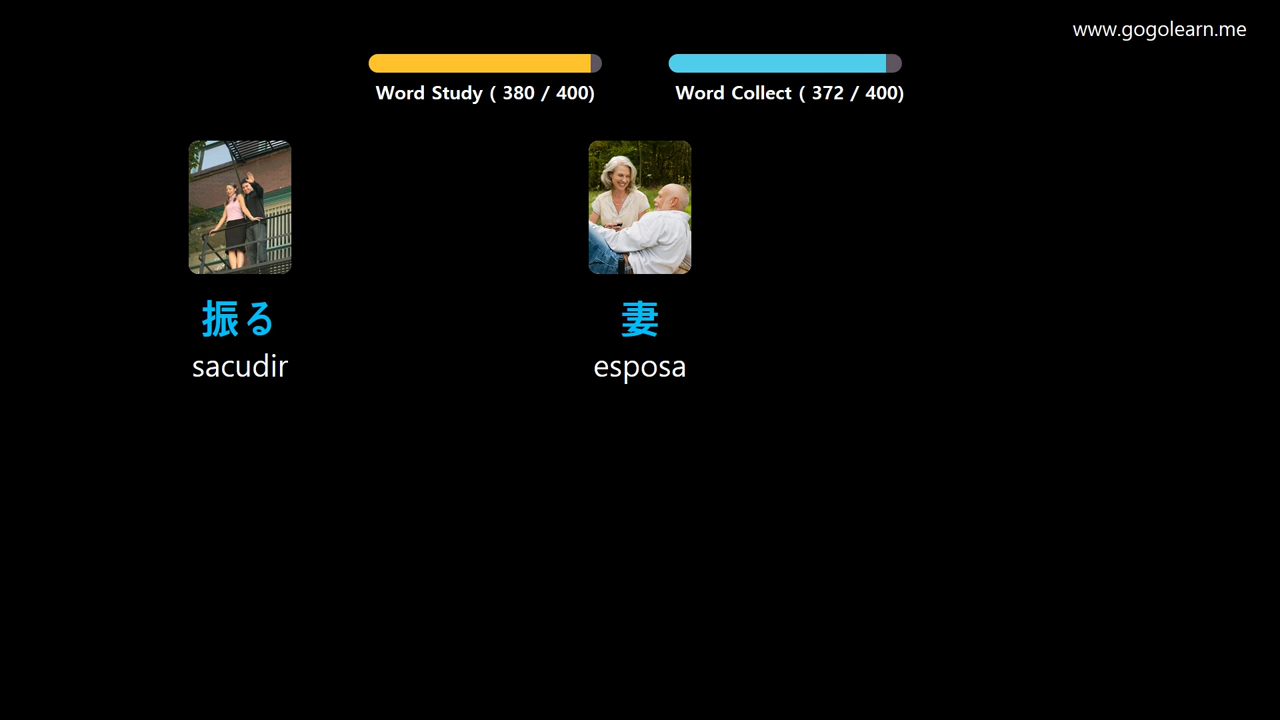 www.gogolearn.me
Word Study ( 380 / 400)
Word Collect ( 372 / 400)
振る
sacudir
妻
esposa